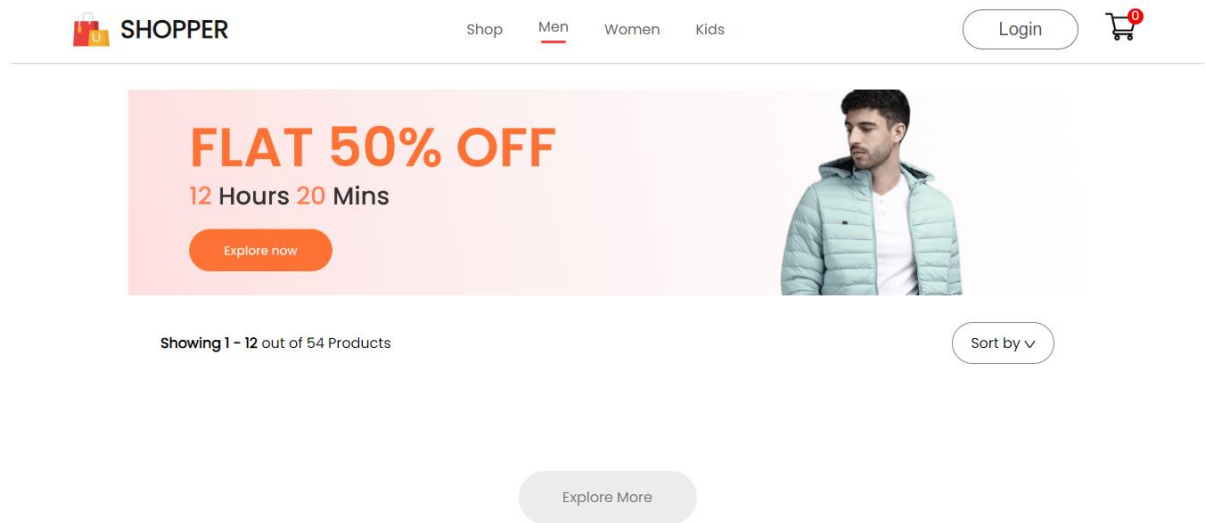 SHOPPER
Shop Men Women Kids
Login
0
FLAT 50% OFF
12 Hours 20 Mins
Explore now
Showing 1 - 12 out of 54 Products
Sort by
Explore More